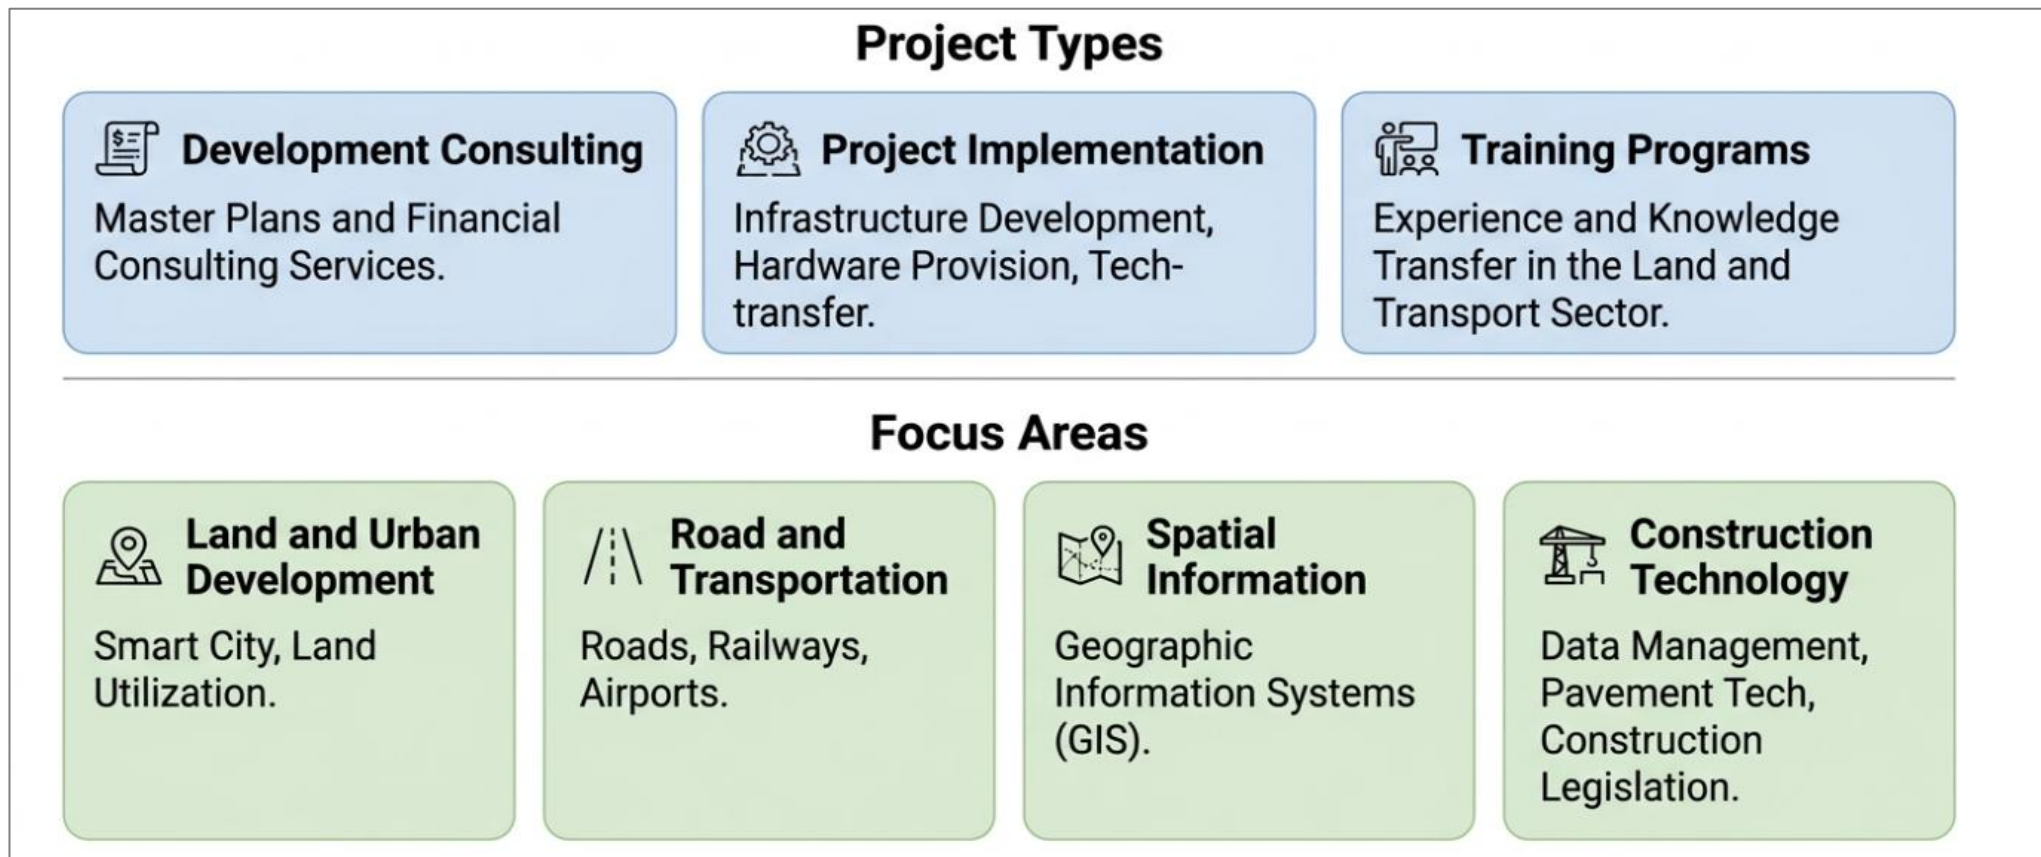 Project Types
Development Consulting
Master Plans and Financial
Consulting Services.
Project Implementation
Infrastructure Development,
Hardware Provision, Tech-
transfer.
Training Programs
Experience and Knowledge
Transfer in the Land and
Transport Sector.
Focus Areas
Land and Urban
Development
Smart City, Land
Utilization.
Road and
Transportation
Roads, Railways,
Airports.
Spatial
Information
Geographic
Information Systems
(GIS).
Construction
Technology
Data Management,
Pavement Tech,
Construction
Legislation.